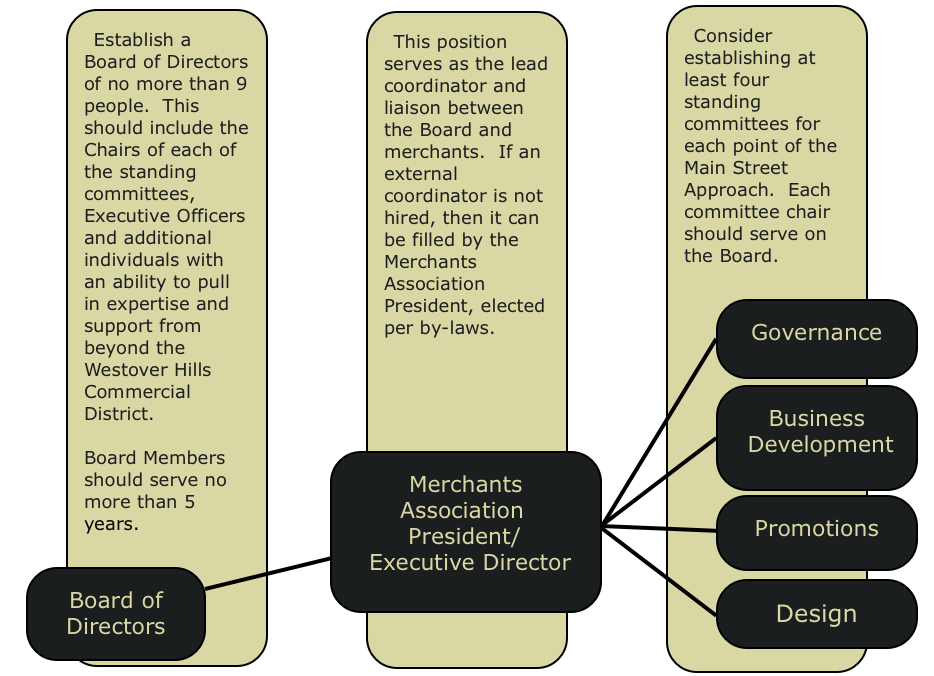 Establish a
Board of Directors
of no more than 9
people.  This
should include the
Chairs of each of
the standing
committees,
Executive Officers
and additional
individuals with
an ability to pull
in expertise and
support from
beyond the
Westover Hills
Commercial
District.
Board Members
should serve no
more than 5
years.
Board of
Directors
This position
serves as the lead
coordinator and
liaison between
the Board and
merchants.  If an
external
coordinator is not
hired, then it can
be filled by the
Merchants
Association
President, elected
per by-laws.
Merchants
Association
President/
Executive Director
Consider
establishing at
least four
standing
committees for
each point of the
Main Street
Approach.  Each
committee chair
should serve on
the Board.
Governance
Business
Development
Promotions
Design